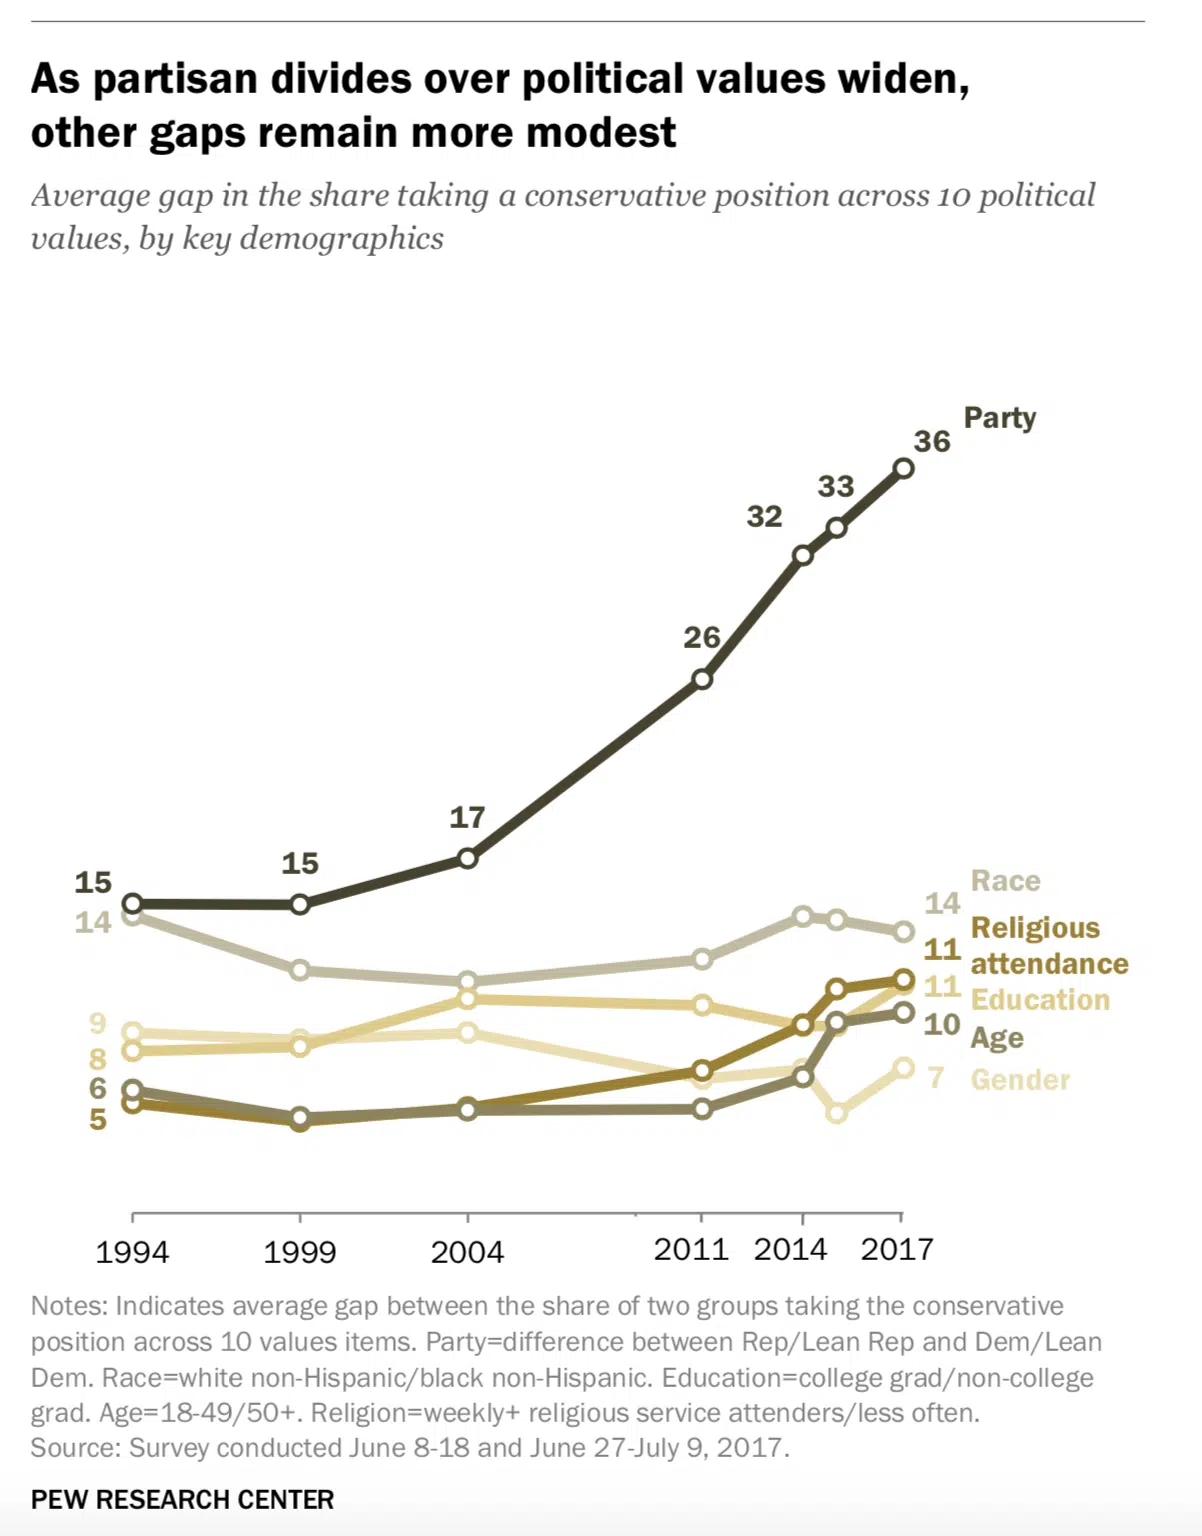 As partisan divides over political values widen,
other gaps remain more modest
Average gap in the share taking a conservative position across 10 political
values, by key demographics
Party
36
33
32
26
17
15
15
14
Race
14
Religious
11
attendance
11
Education
10
Age
7
Gender
9
8
6
5
1994
1999
2004
2011
2014
2017
Notes: Indicates average gap between the share of two groups taking the conservative
position across 10 values items. Party=difference between Rep/Lean Rep and Dem/Lean
Dem. Race=white non-Hispanic/black non-Hispanic. Education=college grad/non-college
grad. Age=18-49/50+. Religion=weekly+ religious service attenders/less often.
Source: Survey conducted June 8-18 and June 27-July 9, 2017.
PEW RESEARCH CENTER